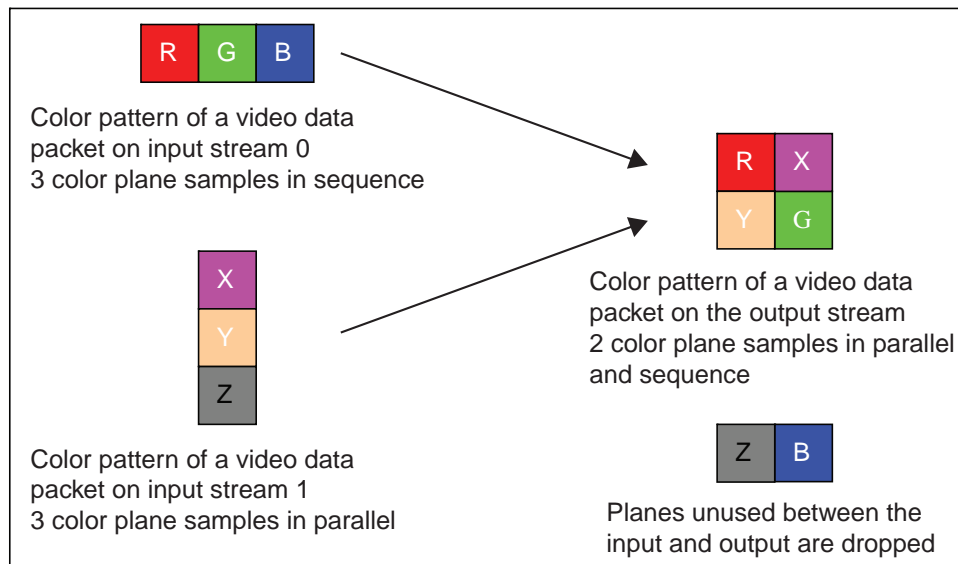 R G B
Color pattern of a video data
packet on input stream 0
3 color plane samples in sequence
X
Y
Z
Color pattern of a video data
packet on input stream 1
3 color plane samples in parallel
R X
Y G
Color pattern of a video data
packet on the output stream
2 color plane samples in parallel
and sequence
Z B
Planes unused between the
input and output are dropped